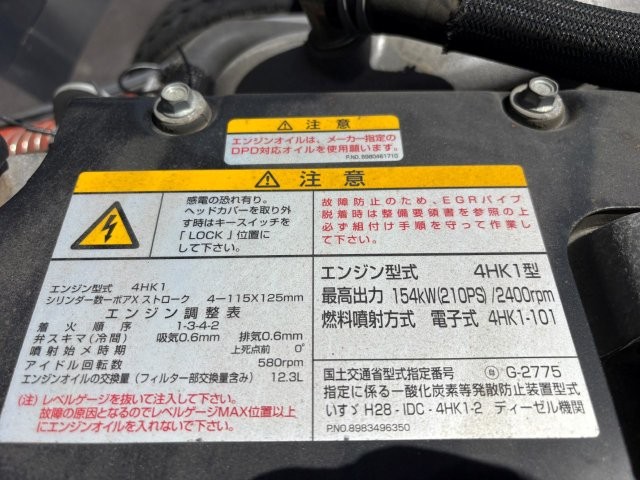 ⚠ 注意
エンジンオイルは、メーカー指定の
DPD対応オイルを使用願います。
P.NO.8980461710
⚠ 注意
感電の恐れ有り。
ヘッドカバーを取り外
す時はキースイッチを
「LOCK」位置に
して下さい。
故障防止のため、EGRパイプ
脱着時は整備要領書を参照の上
必ず組付け手順を守って作業し
て下さい。
エンジン型式 4HK1
シリンダー数ーボアXストローク 4ー115X125mm
エンジン調整表
着火順序 1-3-4-2
弁スキマ(冷間) 吸気0.6mm 排気0.6mm
噴射始メ時期 上死点前 0°
アイドル回転数 580rpm
エンジンオイルの交換量(フィルター部交換量含み) 12.3L
(注)レベルゲージを抜いて注入して下さい。
故障の原因となるのでレベルゲージMAX位置以上
にエンジンオイルを入れないで下さい。
エンジン型式 4HK1型
最高出力 154kW(210PS)/2400rpm
燃料噴射方式 電子式 4HK1-101
国土交通省型式指定番号 G-2775
指定に係る一酸化炭素等発散防止装置型式
いすゞ H28-IDC-4HK1-2 ディーゼル機関
P.NO.8983496350